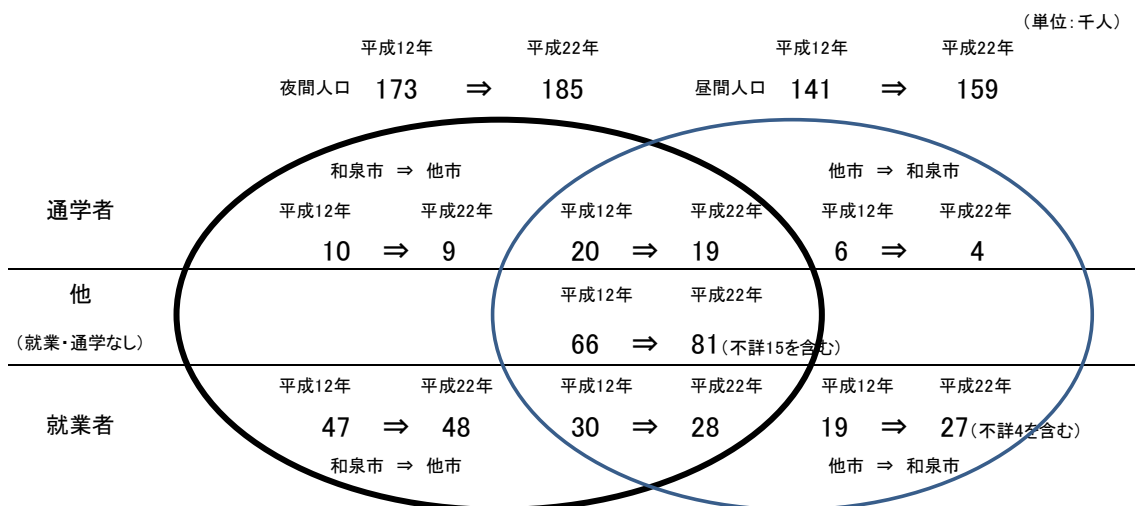 （単位：千人）
平成12年 平成22年 平成12年 平成22年
夜間人口 173 ⇒ 185 昼間人口 141 ⇒ 159
和泉市 ⇒ 他市 他市 ⇒ 和泉市
通学者 平成12年 平成22年 平成12年 平成22年 平成12年 平成22年
10 ⇒ 9 20 ⇒ 19 6 ⇒ 4
他 平成12年 平成22年
（就業・通学なし） 66 ⇒ 81（不詳15を含む）
平成12年 平成22年 平成12年 平成22年 平成12年 平成22年
就業者 47 ⇒ 48 30 ⇒ 28 19 ⇒ 27（不詳4を含む）
和泉市 ⇒ 他市 他市 ⇒ 和泉市